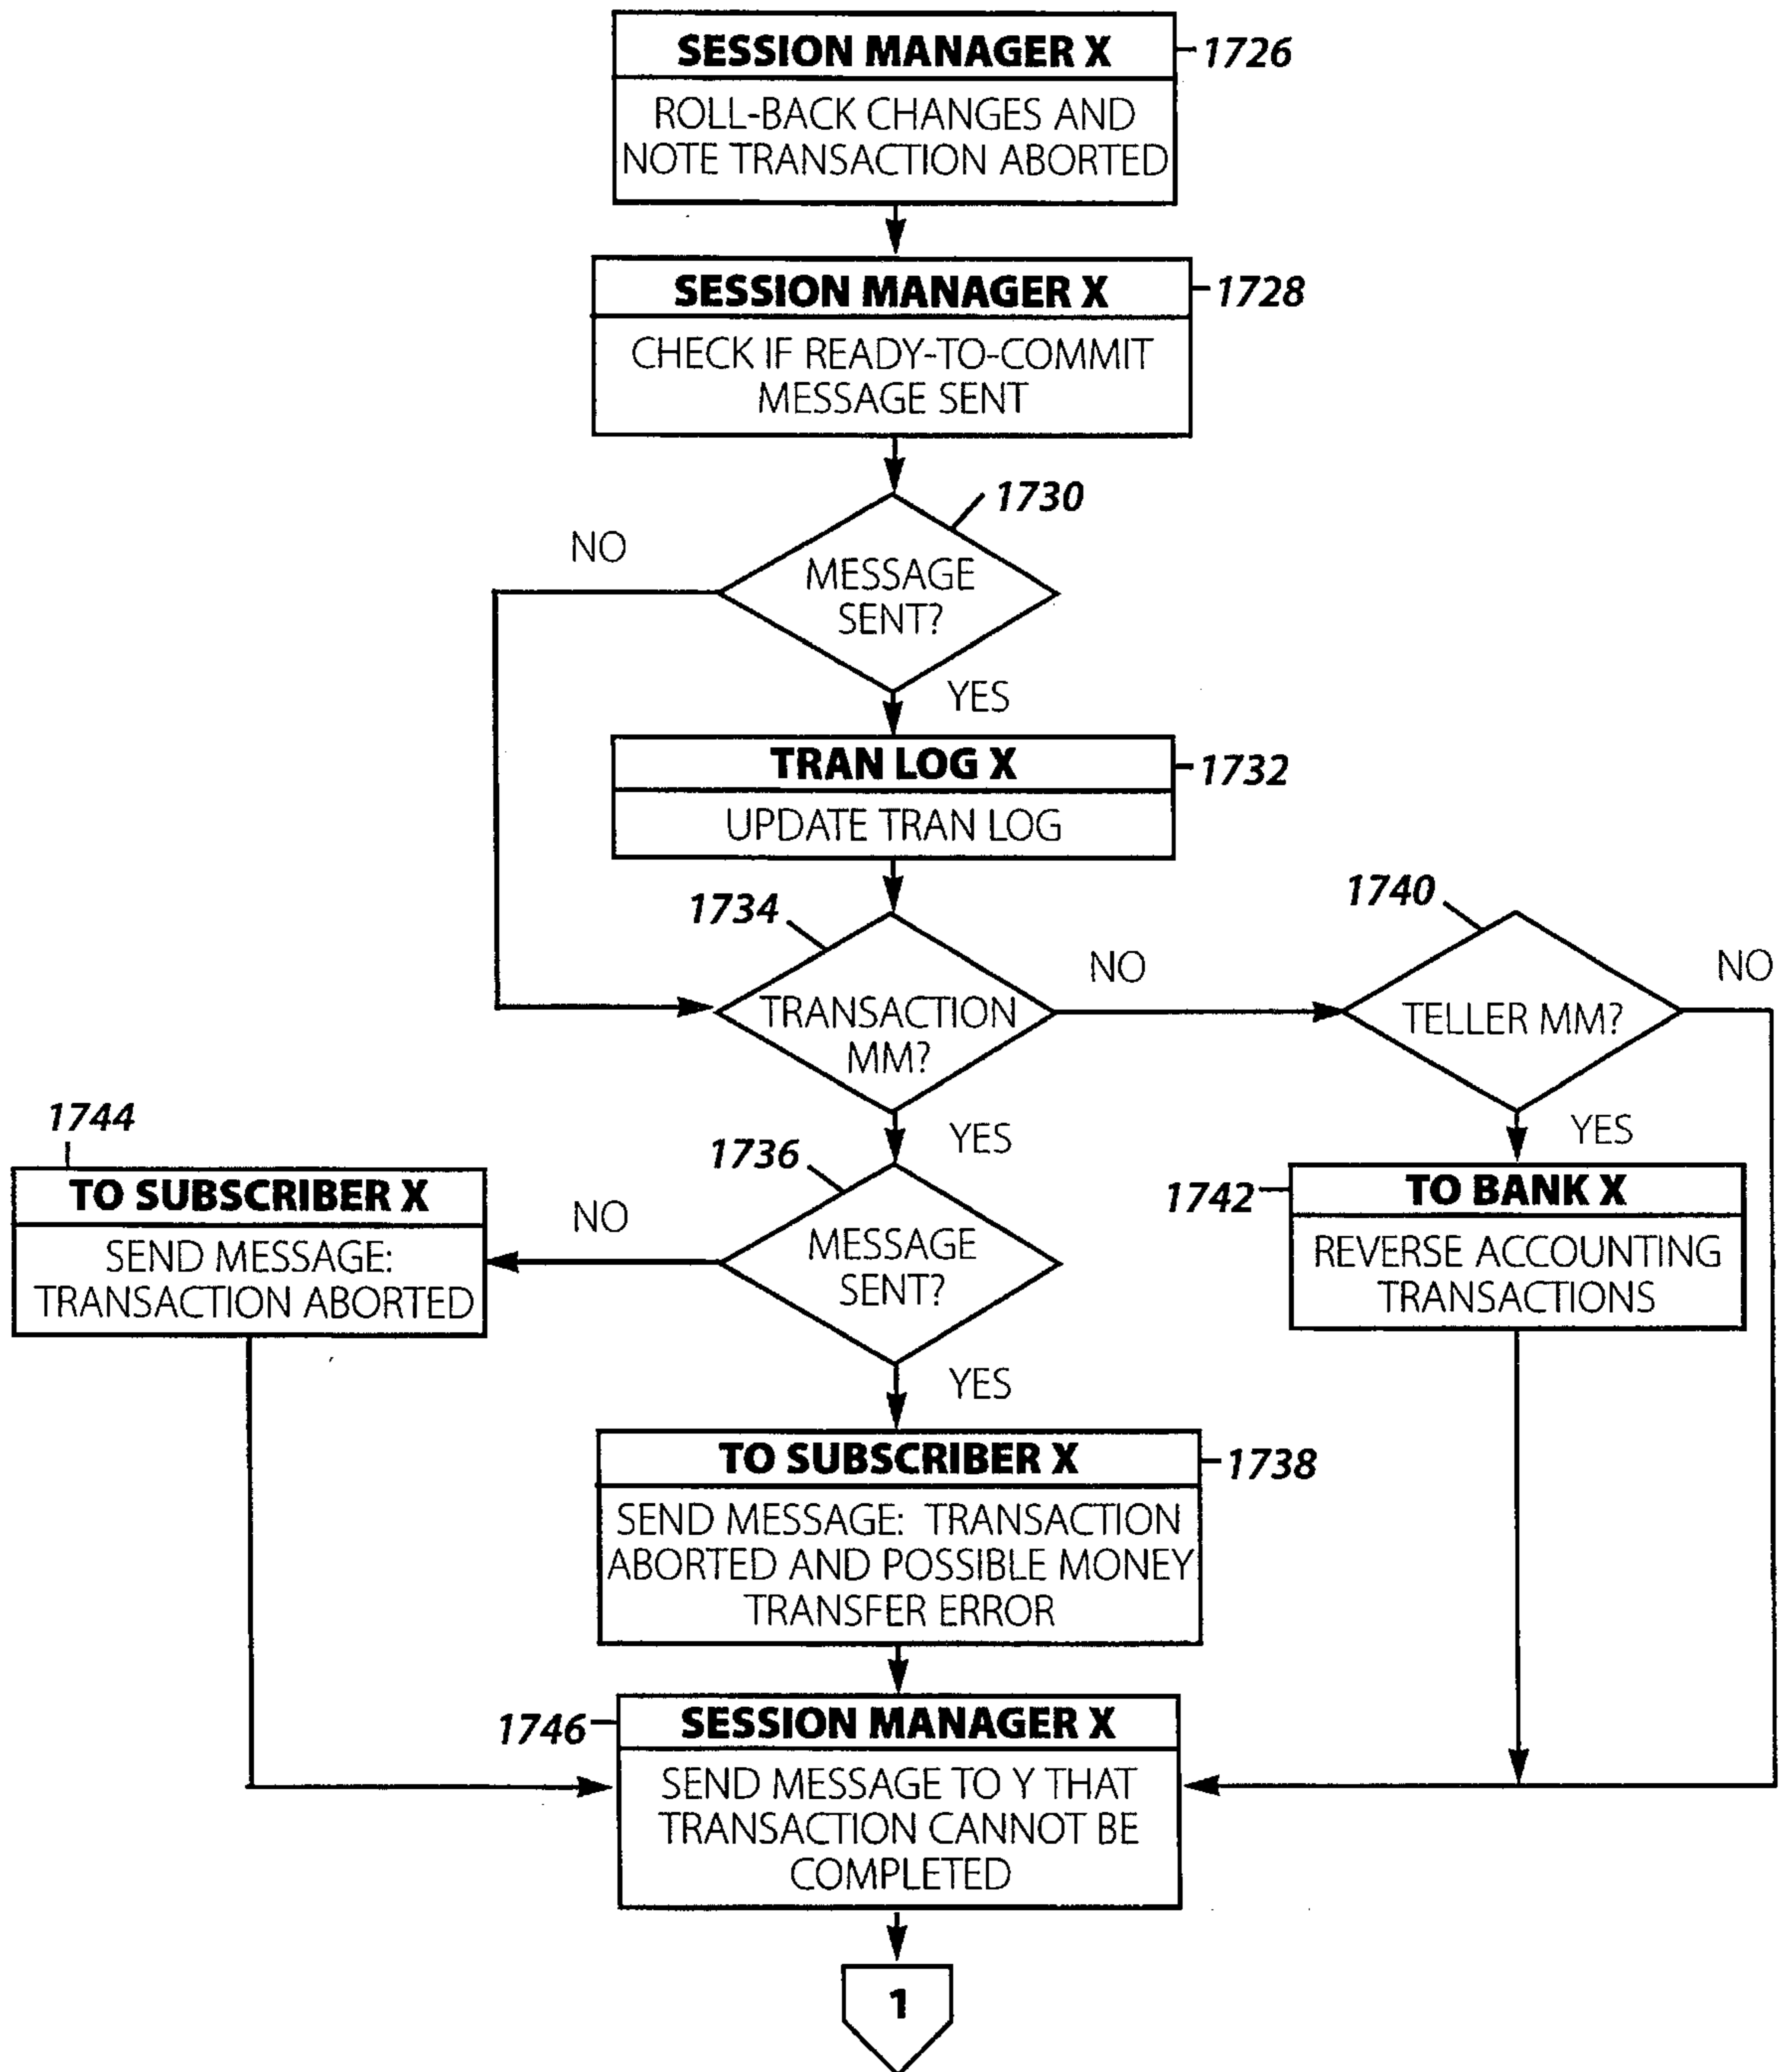 SESSION MANAGER X
1726
ROLL-BACK CHANGES AND
NOTE TRANSACTION ABORTED
SESSION MANAGER X
1728
CHECK IF READY-TO-COMMIT
MESSAGE SENT
1730
NO
MESSAGE
SENT?
YES
TRAN LOG X
1732
UPDATE TRAN LOG
1734
1740
NO
NO
TRANSACTION
MM?
TELLER MM?
1744
YES
YES
1736
TO SUBSCRIBER X
1742
TO BANK X
NO
SEND MESSAGE:
TRANSACTION ABORTED
MESSAGE
SENT?
REVERSE ACCOUNTING
TRANSACTIONS
YES
TO SUBSCRIBER X
1738
SEND MESSAGE: TRANSACTION
ABORTED AND POSSIBLE MONEY
TRANSFER ERROR
1746
SESSION MANAGER X
SEND MESSAGE TO Y THAT
TRANSACTION CANNOT BE
COMPLETED
1